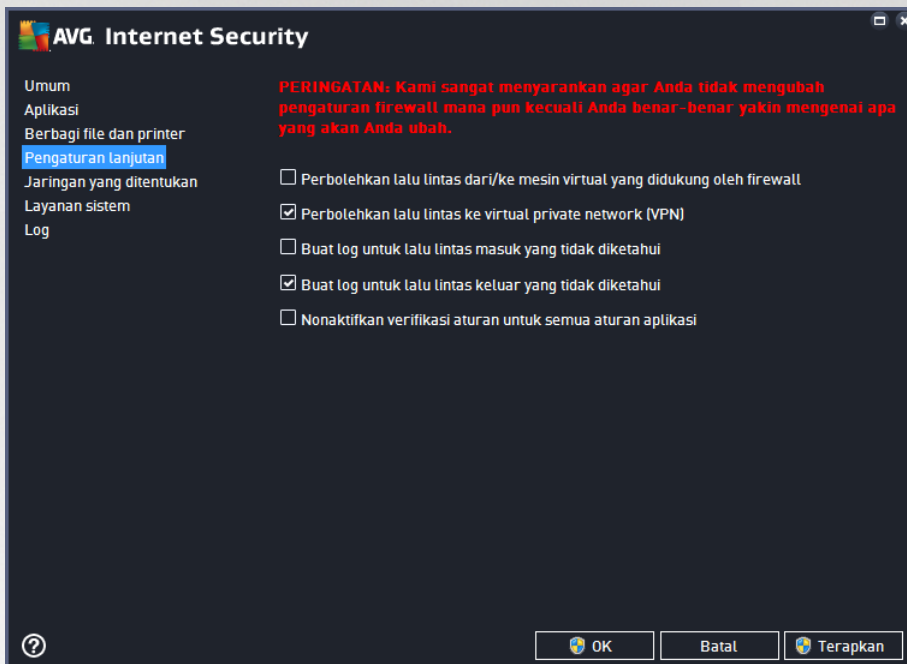 AVG. Internet Security
Umum
Aplikasi
Berbagi file dan printer
Pengaturan lanjutan
Jaringan yang ditentukan
Layanan sistem
Log
PERINGATAN: Kami sangat menyarankan agar Anda tidak mengubah
pengaturan firewall mana pun kecuali Anda benar-benar yakin mengenai apa
yang akan Anda ubah.
Perbolehkan lalu lintas dari/ke mesin virtual yang didukung oleh firewall
Perbolehkan lalu lintas ke virtual private network (VPN)
Buat log untuk lalu lintas masuk yang tidak diketahui
Buat log untuk lalu lintas keluar yang tidak diketahui
Nonaktifkan verifikasi aturan untuk semua aturan aplikasi
?
OK
Batal
Terapkan